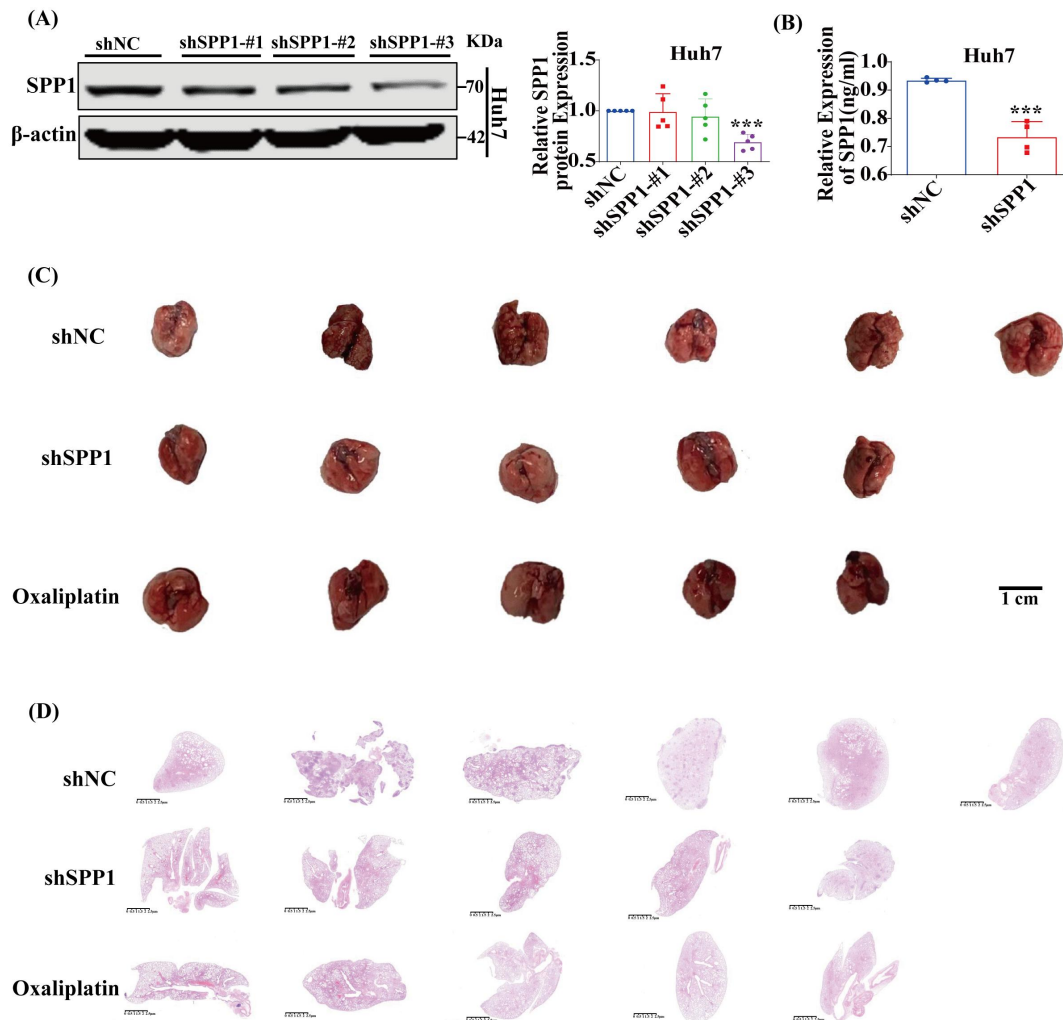 (A)
shNC shSPP1-#1 shSPP1-#2 shSPP1-#3 KDa
SPP1
70
β-actin
42
Huh7
Huh7
Relative SPP1
protein Expression
1.5
1.0
0.5
***
shNC
shSPP1-#1
shSPP1-#2
shSPP1-#3
(B)
Huh7
Relative Expression
of SPP1(ng/ml)
1.0
0.9
0.8
0.7
0.6
***
shNC
shSPP1
(C)
shNC
shSPP1
Oxaliplatin
1 cm
(D)
shNC
shSPP1
Oxaliplatin